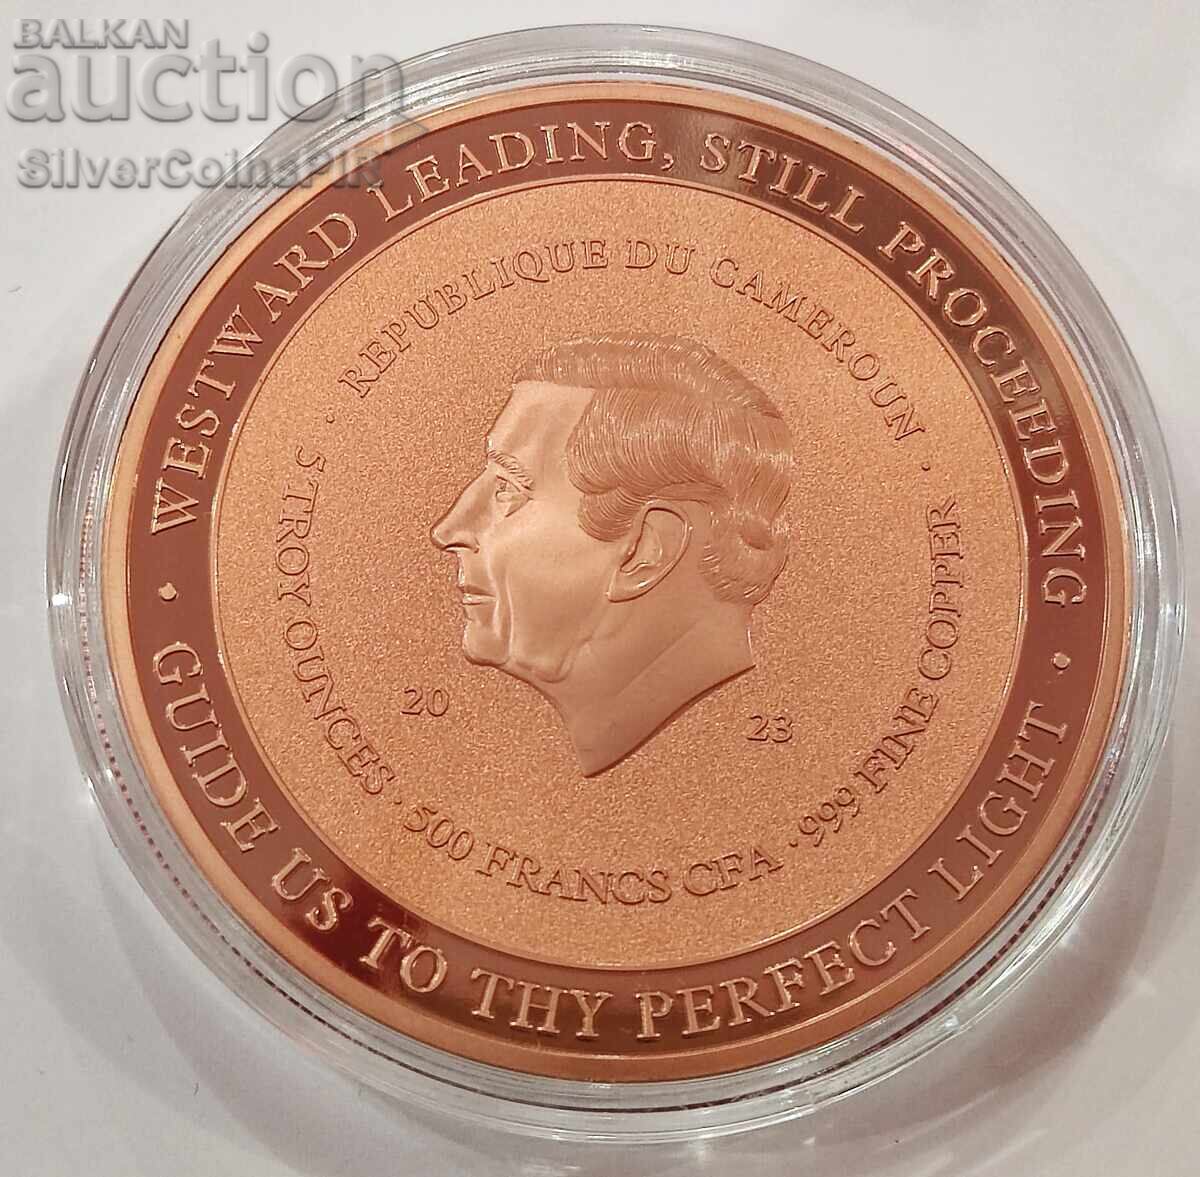 BALKAN
auction
SilverCoinsPIR
WESTWARD LEADING, STILL PROCEEDING ·
GUIDE US TO THY PERFECT LIGHT ·
· REPUBLIQUE DU CAMEROUN ·
5 TROY OUNCES · 500 FRANCS CFA · 999 FINE COPPER
20 23